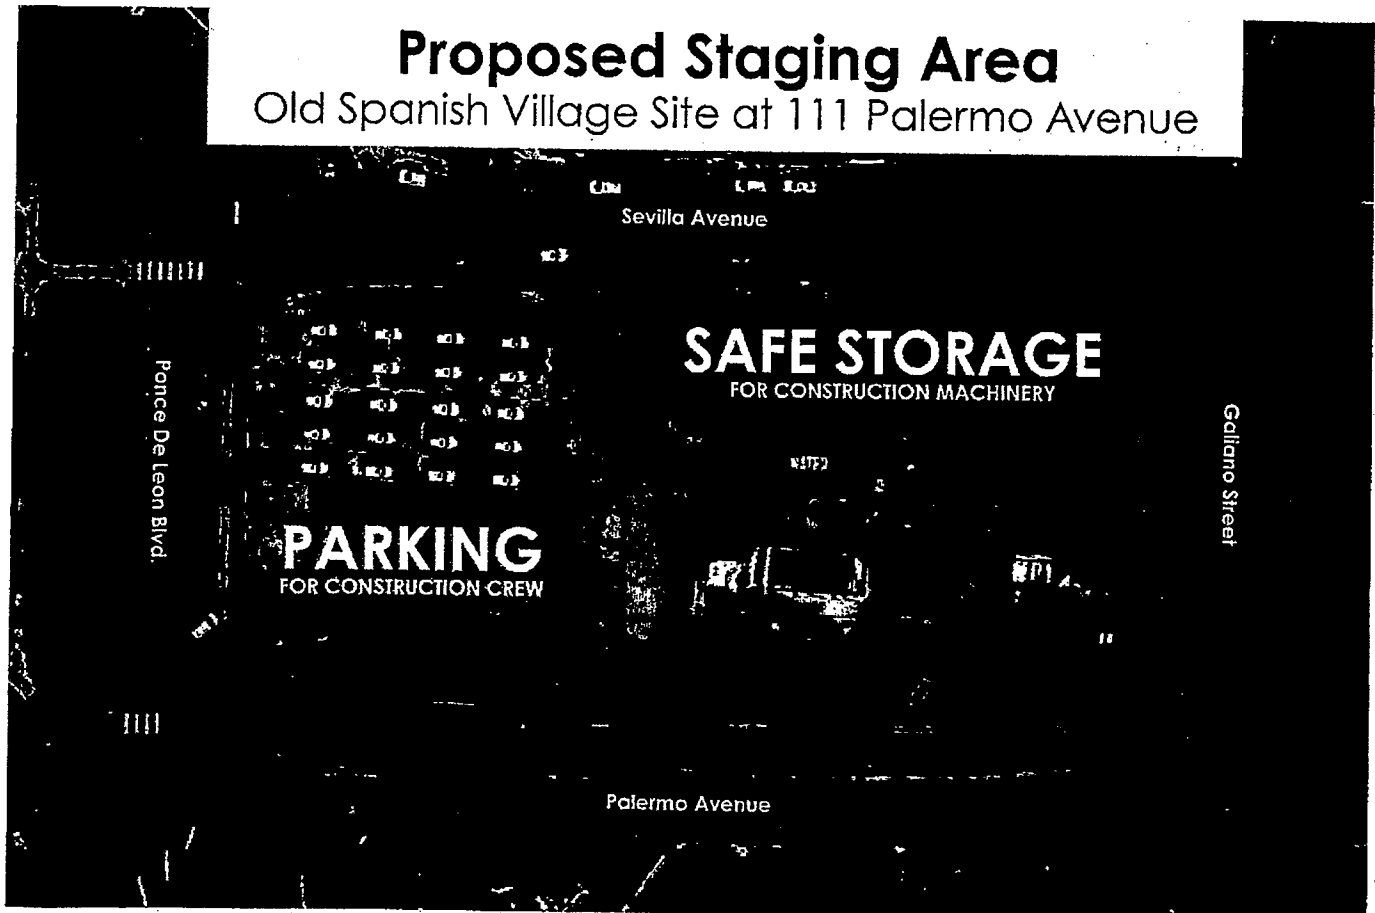 Proposed Staging Area
Old Spanish Village Site at 111 Palermo Avenue
Sevilla Avenue
SAFE STORAGE
FOR CONSTRUCTION MACHINERY
Ponce De Leon Blvd.
Galiano Street
PARKING
FOR CONSTRUCTION CREW
Palermo Avenue